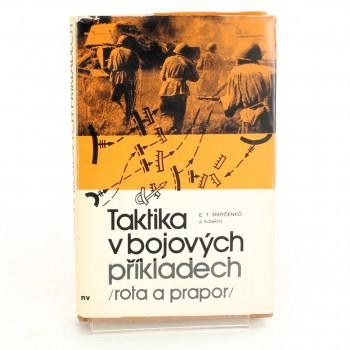 E. T. MARČENKO
a kolektiv
Taktika
v bojových
příkladech
/rota a prapor/
nv